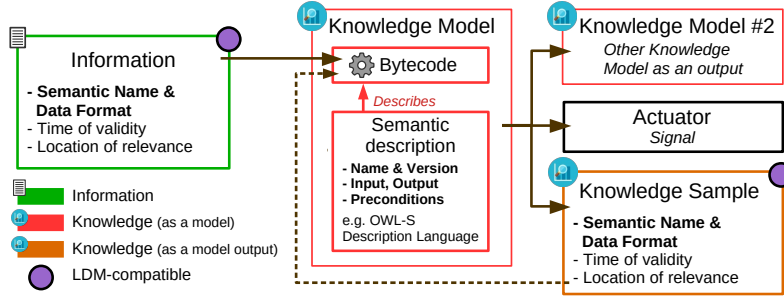 Information
- Semantic Name &
Data Format
- Time of validity
- Location of relevance
Information
Knowledge (as a model)
Knowledge (as a model output)
LDM-compatible
Knowledge Model
Bytecode
Describes
Semantic
description
- Name & Version
- Input, Output
- Preconditions
e.g. OWL-S
Description Language
Knowledge Model #2
Other Knowledge
Model as an output
Actuator
Signal
Knowledge Sample
- Semantic Name &
Data Format
- Time of validity
- Location of relevance